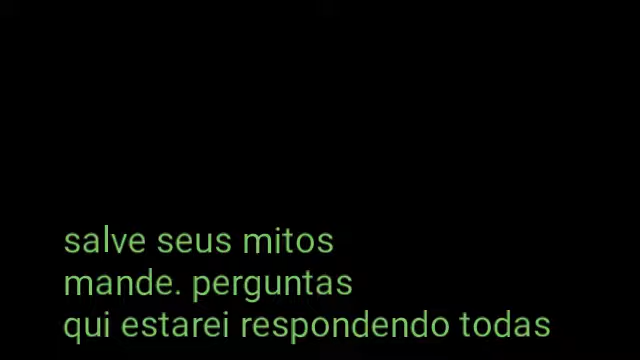 salve seus mitos
mande. perguntas
qui estarei respondendo todas